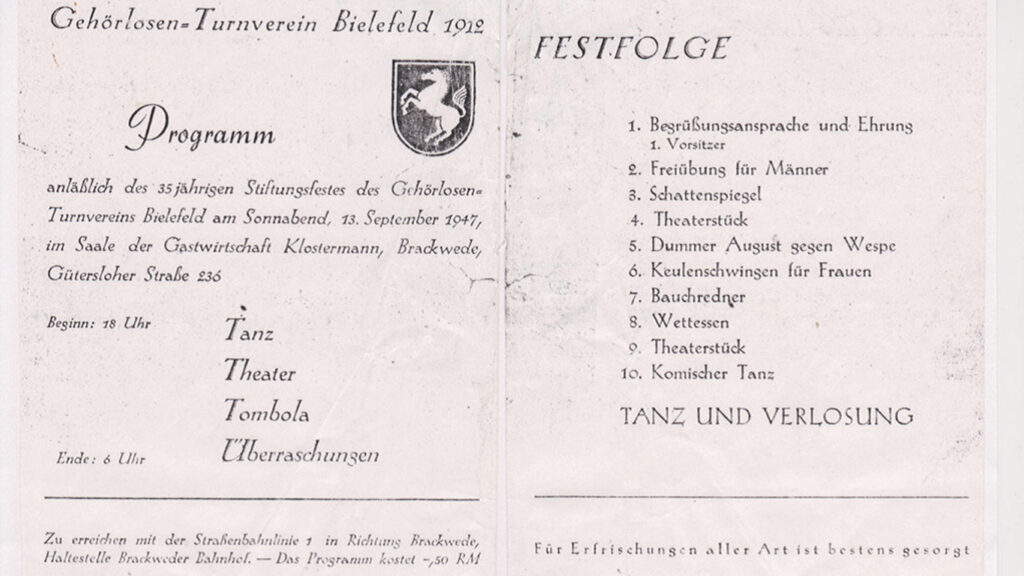 Gehörlosen=Turnverein Bielefeld 1912
Programm
anläßlich des 35jährigen Stiftungsfestes des Gehörlosen=
Turnvereins Bielefeld am Sonnabend, 13. September 1947,
im Saale der Gastwirtschaft Klostermann, Brackwede,
Gütersloher Straße 236
Beginn: 18 Uhr
Tanz
Theater
Tombola
Überraschungen
Ende: 6 Uhr
Zu erreichen mit der Straßenbahnlinie 1 in Richtung Brackwede,
Haltestelle Brackweder Bahnhof. — Das Programm kostet -,50 RM
FESTFOLGE
1. Begrüßungsansprache und Ehrung
1. Vorsitzer
2. Freiübung für Männer
3. Schattenspiegel
4. Theaterstück
5. Dummer August gegen Wespe
6. Keulenschwingen für Frauen
7. Bauchredner
8. Wettessen
9. Theaterstück
10. Komischer Tanz
TANZ UND VERLOSUNG
Für Erfrischungen aller Art ist bestens gesorgt